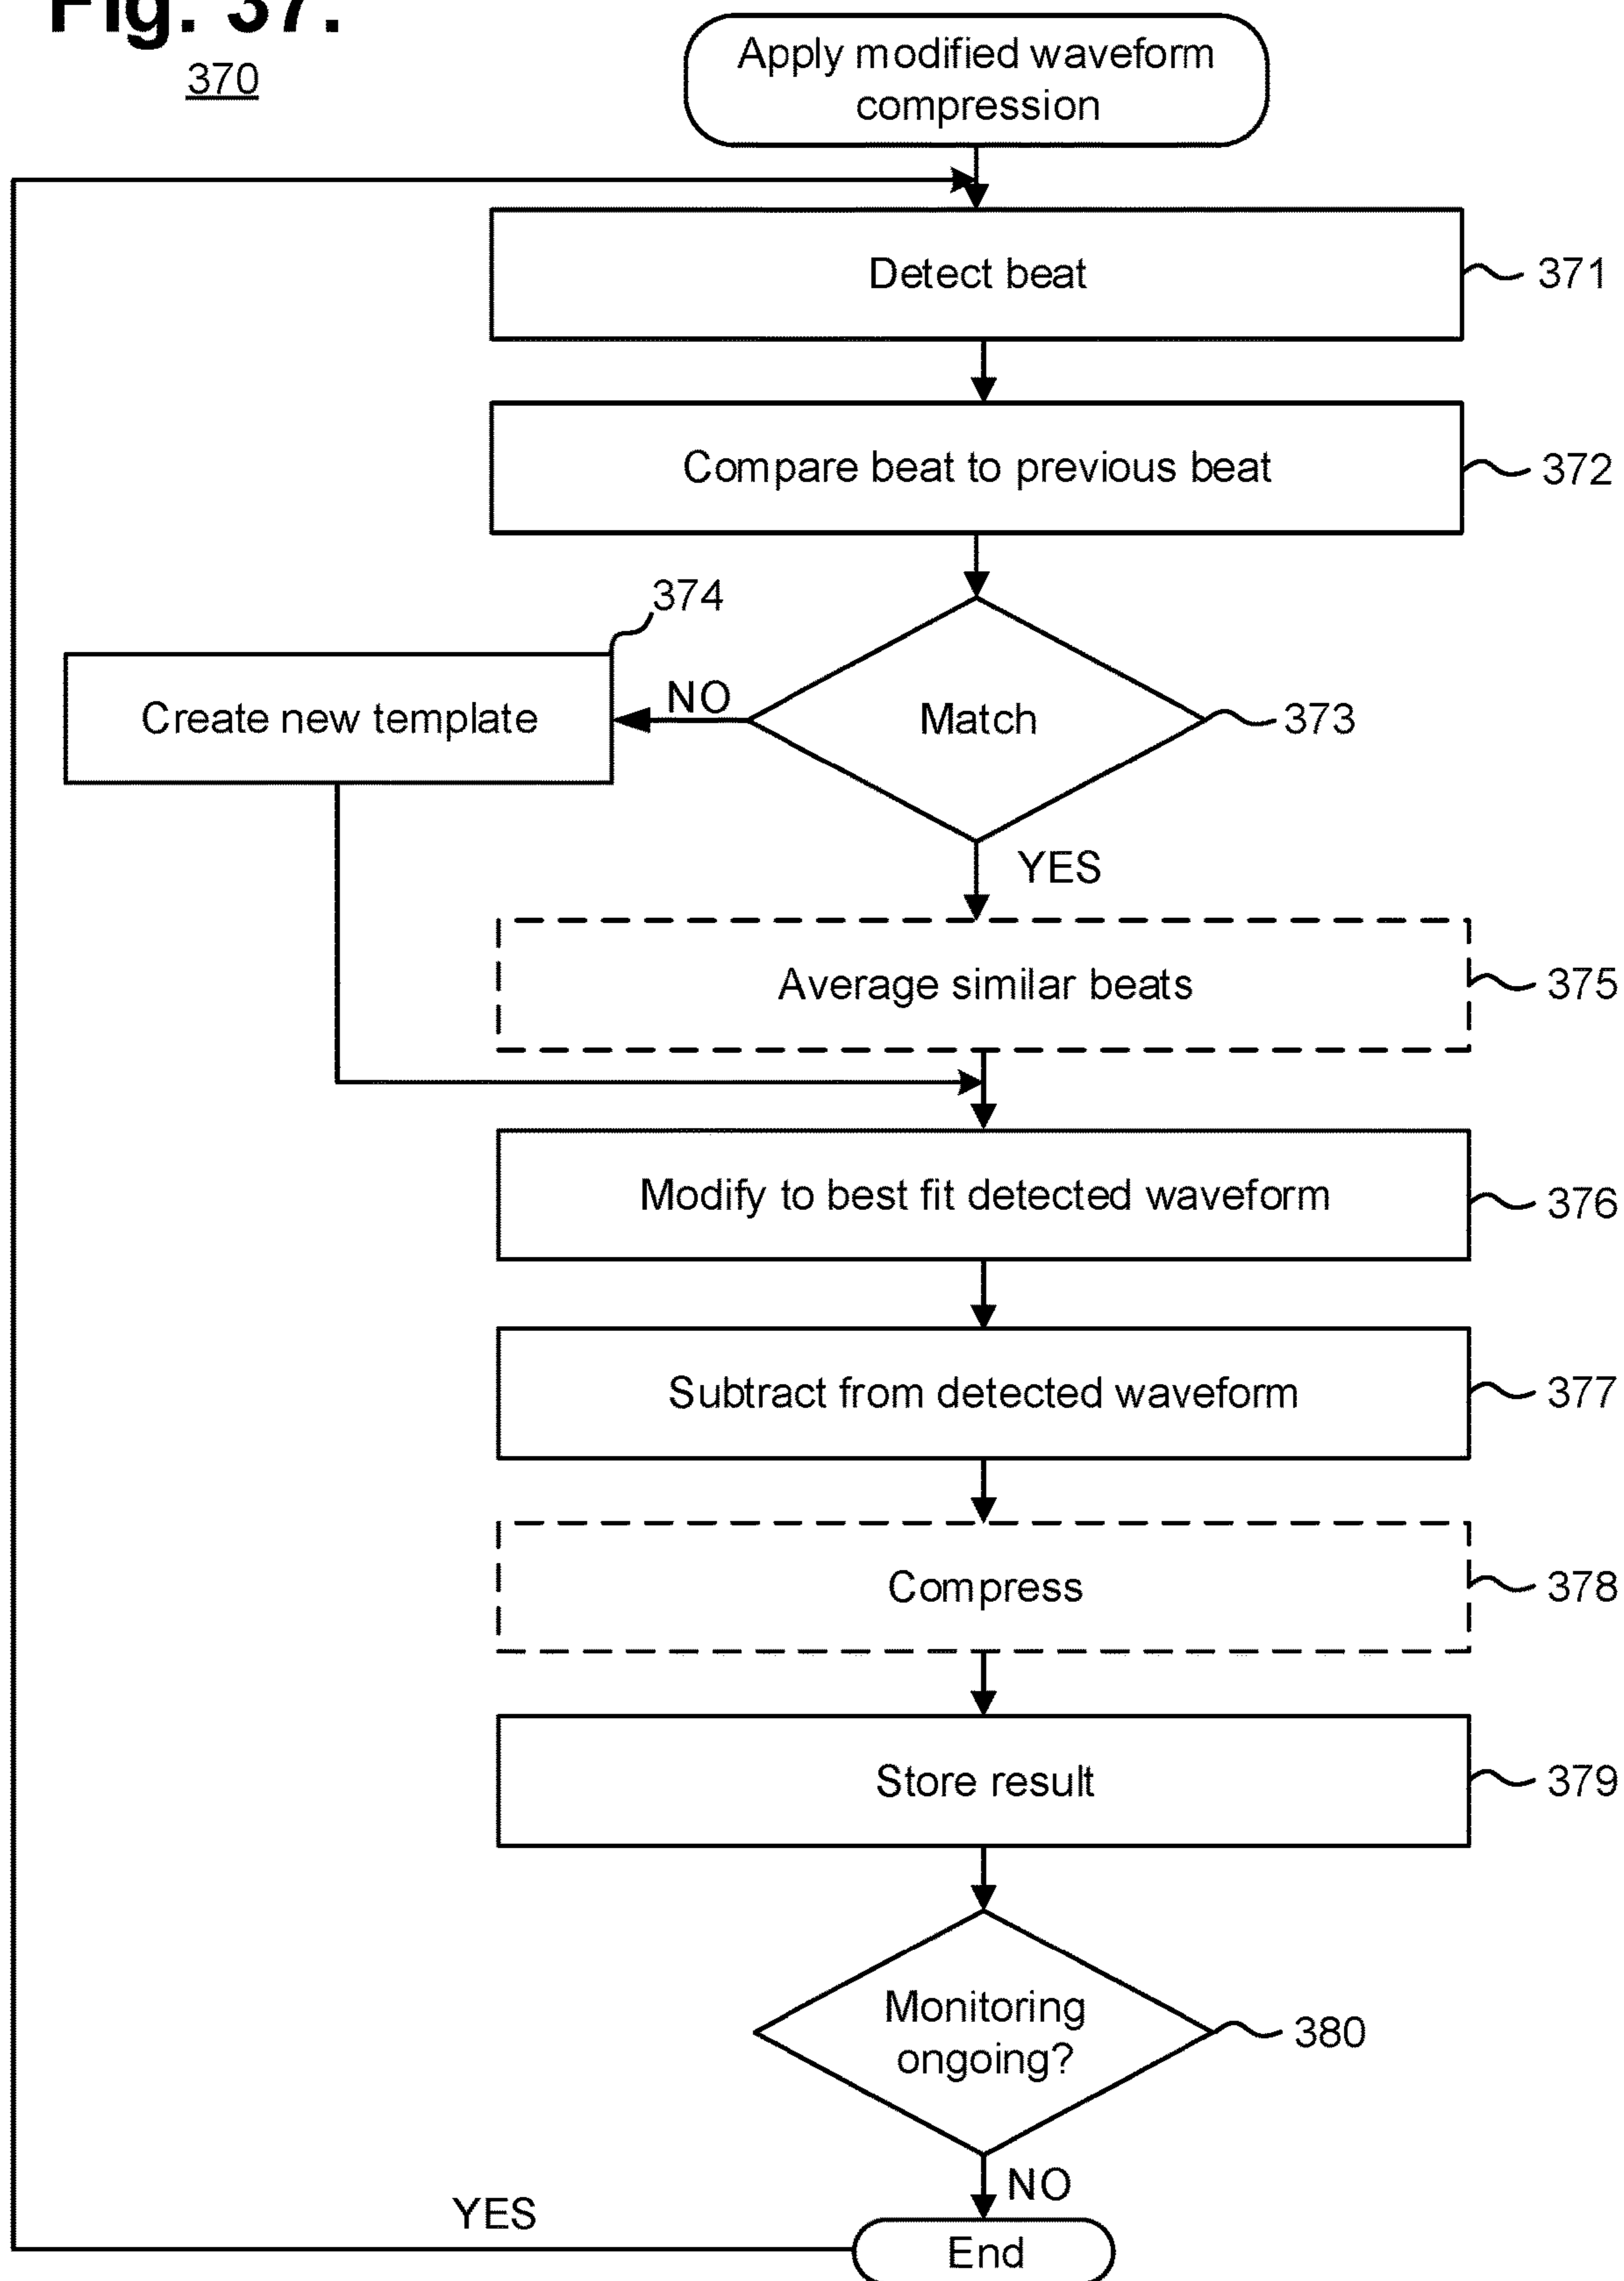 Fig. 37.
370
Apply modified waveform
compression
Detect beat
371
Compare beat to previous beat
372
374
Create new template
NO
Match
373
YES
Average similar beats
375
Modify to best fit detected waveform
376
Subtract from detected waveform
377
Compress
378
Store result
379
Monitoring
ongoing?
380
NO
YES
End